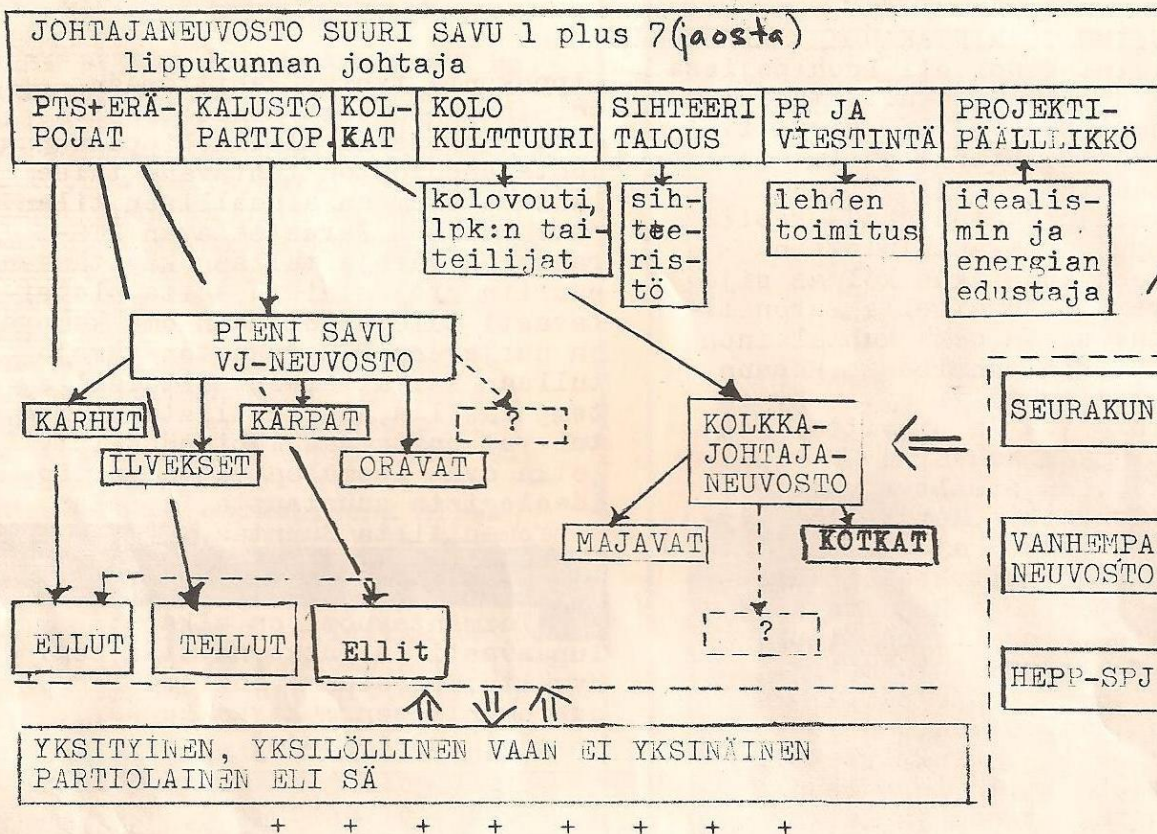 JOHTAJANEUVOSTO SUURI SAVU 1 plus 7(jaosta)
lippukunnan johtaja
PTS+ERÄ-
POJAT
KALUSTO
PARTIOP.
KOL-
KAT
KOLO
KULTTUURI
SIHTEERI
TALOUS
PR JA
VIESTINTÄ
PROJEKTI-
PÄÄLLLIKKÖ
kolovouti,
lpk:n tai-
teilijat
sih-
tee-
ris-
tö
lehden
toimitus
idealis-
min ja
energian
edustaja
PIENI SAVU
VJ-NEUVOSTO
KARHUT
KÄRPÄT
?
ILVEKSET
ORAVAT
KOLKKA-
JOHTAJA-
NEUVOSTO
SEURAKUN
MAJAVAT
KOTKAT
VANHEMPA
NEUVOSTO
ELLUT
TELLUT
Ellit
?
HEPP-SPJ
YKSITYINEN, YKSILÖLLINEN VAAN EI YKSINÄINEN
PARTIOLAINEN ELI SÄ
+ + + + + + + +